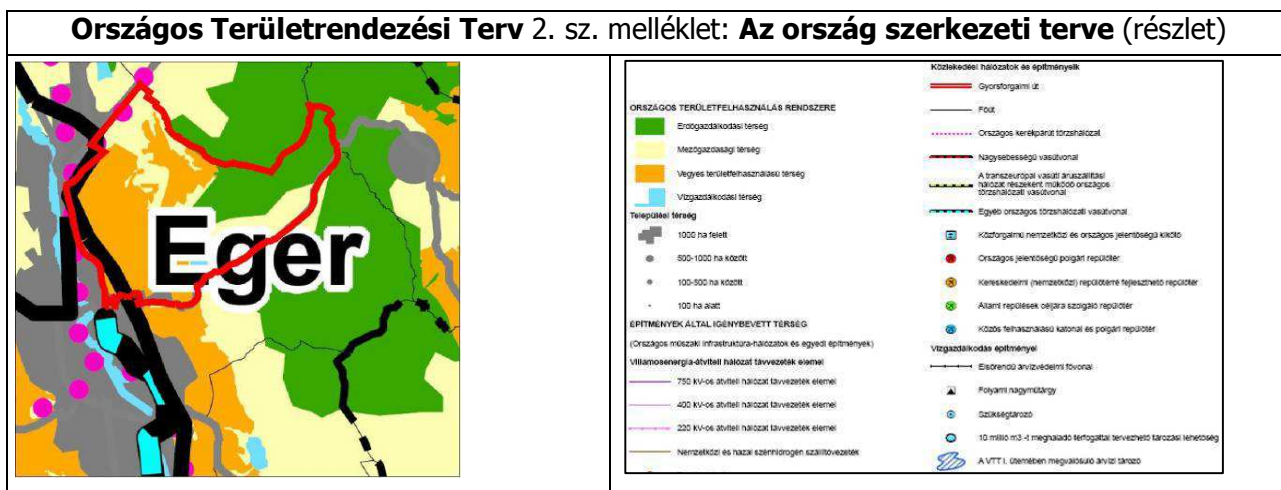 Országos Területrendezési Terv 2. sz. melléklet: Az ország szerkezeti terve (részlet)
Eger
ORSZÁGOS TERÜLETFELHASZNÁLÁS RENDSZERE
Erdőgazdálkodási térség
Mezőgazdasági térség
Vegyes területfelhasználású térség
Vízgazdálkodási térség
Települési térség
1000 ha felett
500-1000 ha között
100-500 ha között
100 ha alatt
ÉPÍTMÉNYEK ÁLTAL IGÉNYBEVETT TÉRSÉG
(Országos műszaki infrastruktúra-hálózatok és egyedi építmények)
Villamosenergia-átviteli hálózat távvezeték elemei
750 kV-os átviteli hálózat távvezeték elemei
400 kV-os átviteli hálózat távvezeték elemei
220 kV-os átviteli hálózat távvezeték elemei
Nemzetközi és hazai szénhidrogén szállítóvezeték
Közlekedési hálózatok és építményeik
Gyorsforgalmi út
Főút
Országos kerékpárút törzshálózat
Nagysebességű vasútvonal
A transzeurópai vasúti áruszállítási
hálózat részeként működő országos
törzshálózati vasútvonal
Egyéb országos törzshálózati vasútvonal
Közforgalmú nemzetközi és országos jelentőségű kikötő
Országos jelentőségű polgári repülőtér
Kereskedelmi (nemzetközi) repülőtérré fejleszthető repülőtér
Állami repülések céljára szolgáló repülőtér
Közös felhasználású katonai és polgári repülőtér
Vízgazdálkodás építményei
Elsőrendű árvízvédelmi fővonal
Folyami nagyműtárgy
Szükségtározó
10 millió m3 -t meghaladó térfogattal tervezhető tározási lehetőség
A VTT I. ütemében megvalósuló árvízi tározó